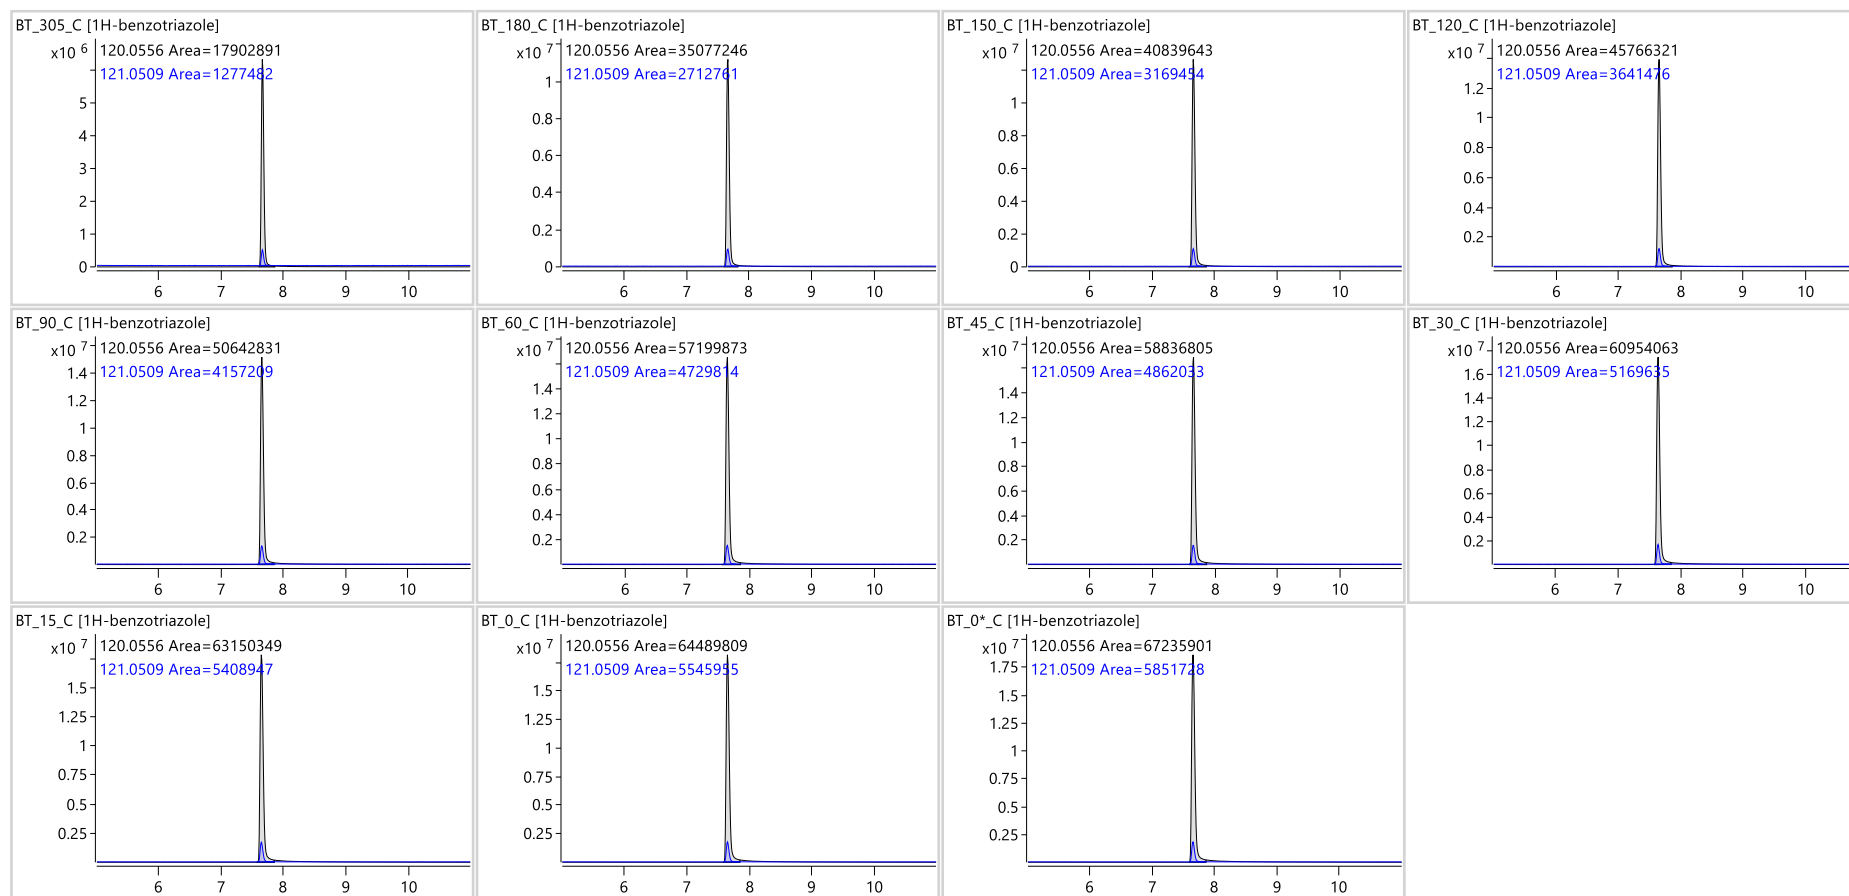 BT_305_C [1H-benzotriazole]
x10 6
120.0556 Area=17902891
121.0509 Area=1277482
5
4
3
2
1
0
6 7 8 9 10
BT_180_C [1H-benzotriazole]
x10 7
120.0556 Area=35077246
121.0509 Area=2712761
1
0.8
0.6
0.4
0.2
0
6 7 8 9 10
BT_150_C [1H-benzotriazole]
x10 7
120.0556 Area=40839643
121.0509 Area=3169454
1
0.8
0.6
0.4
0.2
0
6 7 8 9 10
BT_120_C [1H-benzotriazole]
x10 7
120.0556 Area=45766321
121.0509 Area=3641476
1.2
1
0.8
0.6
0.4
0.2
6 7 8 9 10
BT_90_C [1H-benzotriazole]
x10 7
120.0556 Area=50642831
121.0509 Area=4157209
1.4
1.2
1
0.8
0.6
0.4
0.2
6 7 8 9 10
BT_60_C [1H-benzotriazole]
x10 7
120.0556 Area=57199873
121.0509 Area=4729814
1.4
1.2
1
0.8
0.6
0.4
0.2
6 7 8 9 10
BT_45_C [1H-benzotriazole]
x10 7
120.0556 Area=58836805
121.0509 Area=4862033
1.4
1.2
1
0.8
0.6
0.4
0.2
6 7 8 9 10
BT_30_C [1H-benzotriazole]
x10 7
120.0556 Area=60954063
121.0509 Area=5169635
1.6
1.4
1.2
1
0.8
0.6
0.4
0.2
6 7 8 9 10
BT_15_C [1H-benzotriazole]
x10 7
120.0556 Area=63150349
121.0509 Area=5408947
1.5
1.25
1
0.75
0.5
0.25
6 7 8 9 10
BT_0_C [1H-benzotriazole]
x10 7
120.0556 Area=64489809
121.0509 Area=5545955
1.5
1.25
1
0.75
0.5
0.25
6 7 8 9 10
BT_0*_C [1H-benzotriazole]
x10 7
120.0556 Area=67235901
121.0509 Area=5851728
1.75
1.5
1.25
1
0.75
0.5
0.25
6 7 8 9 10